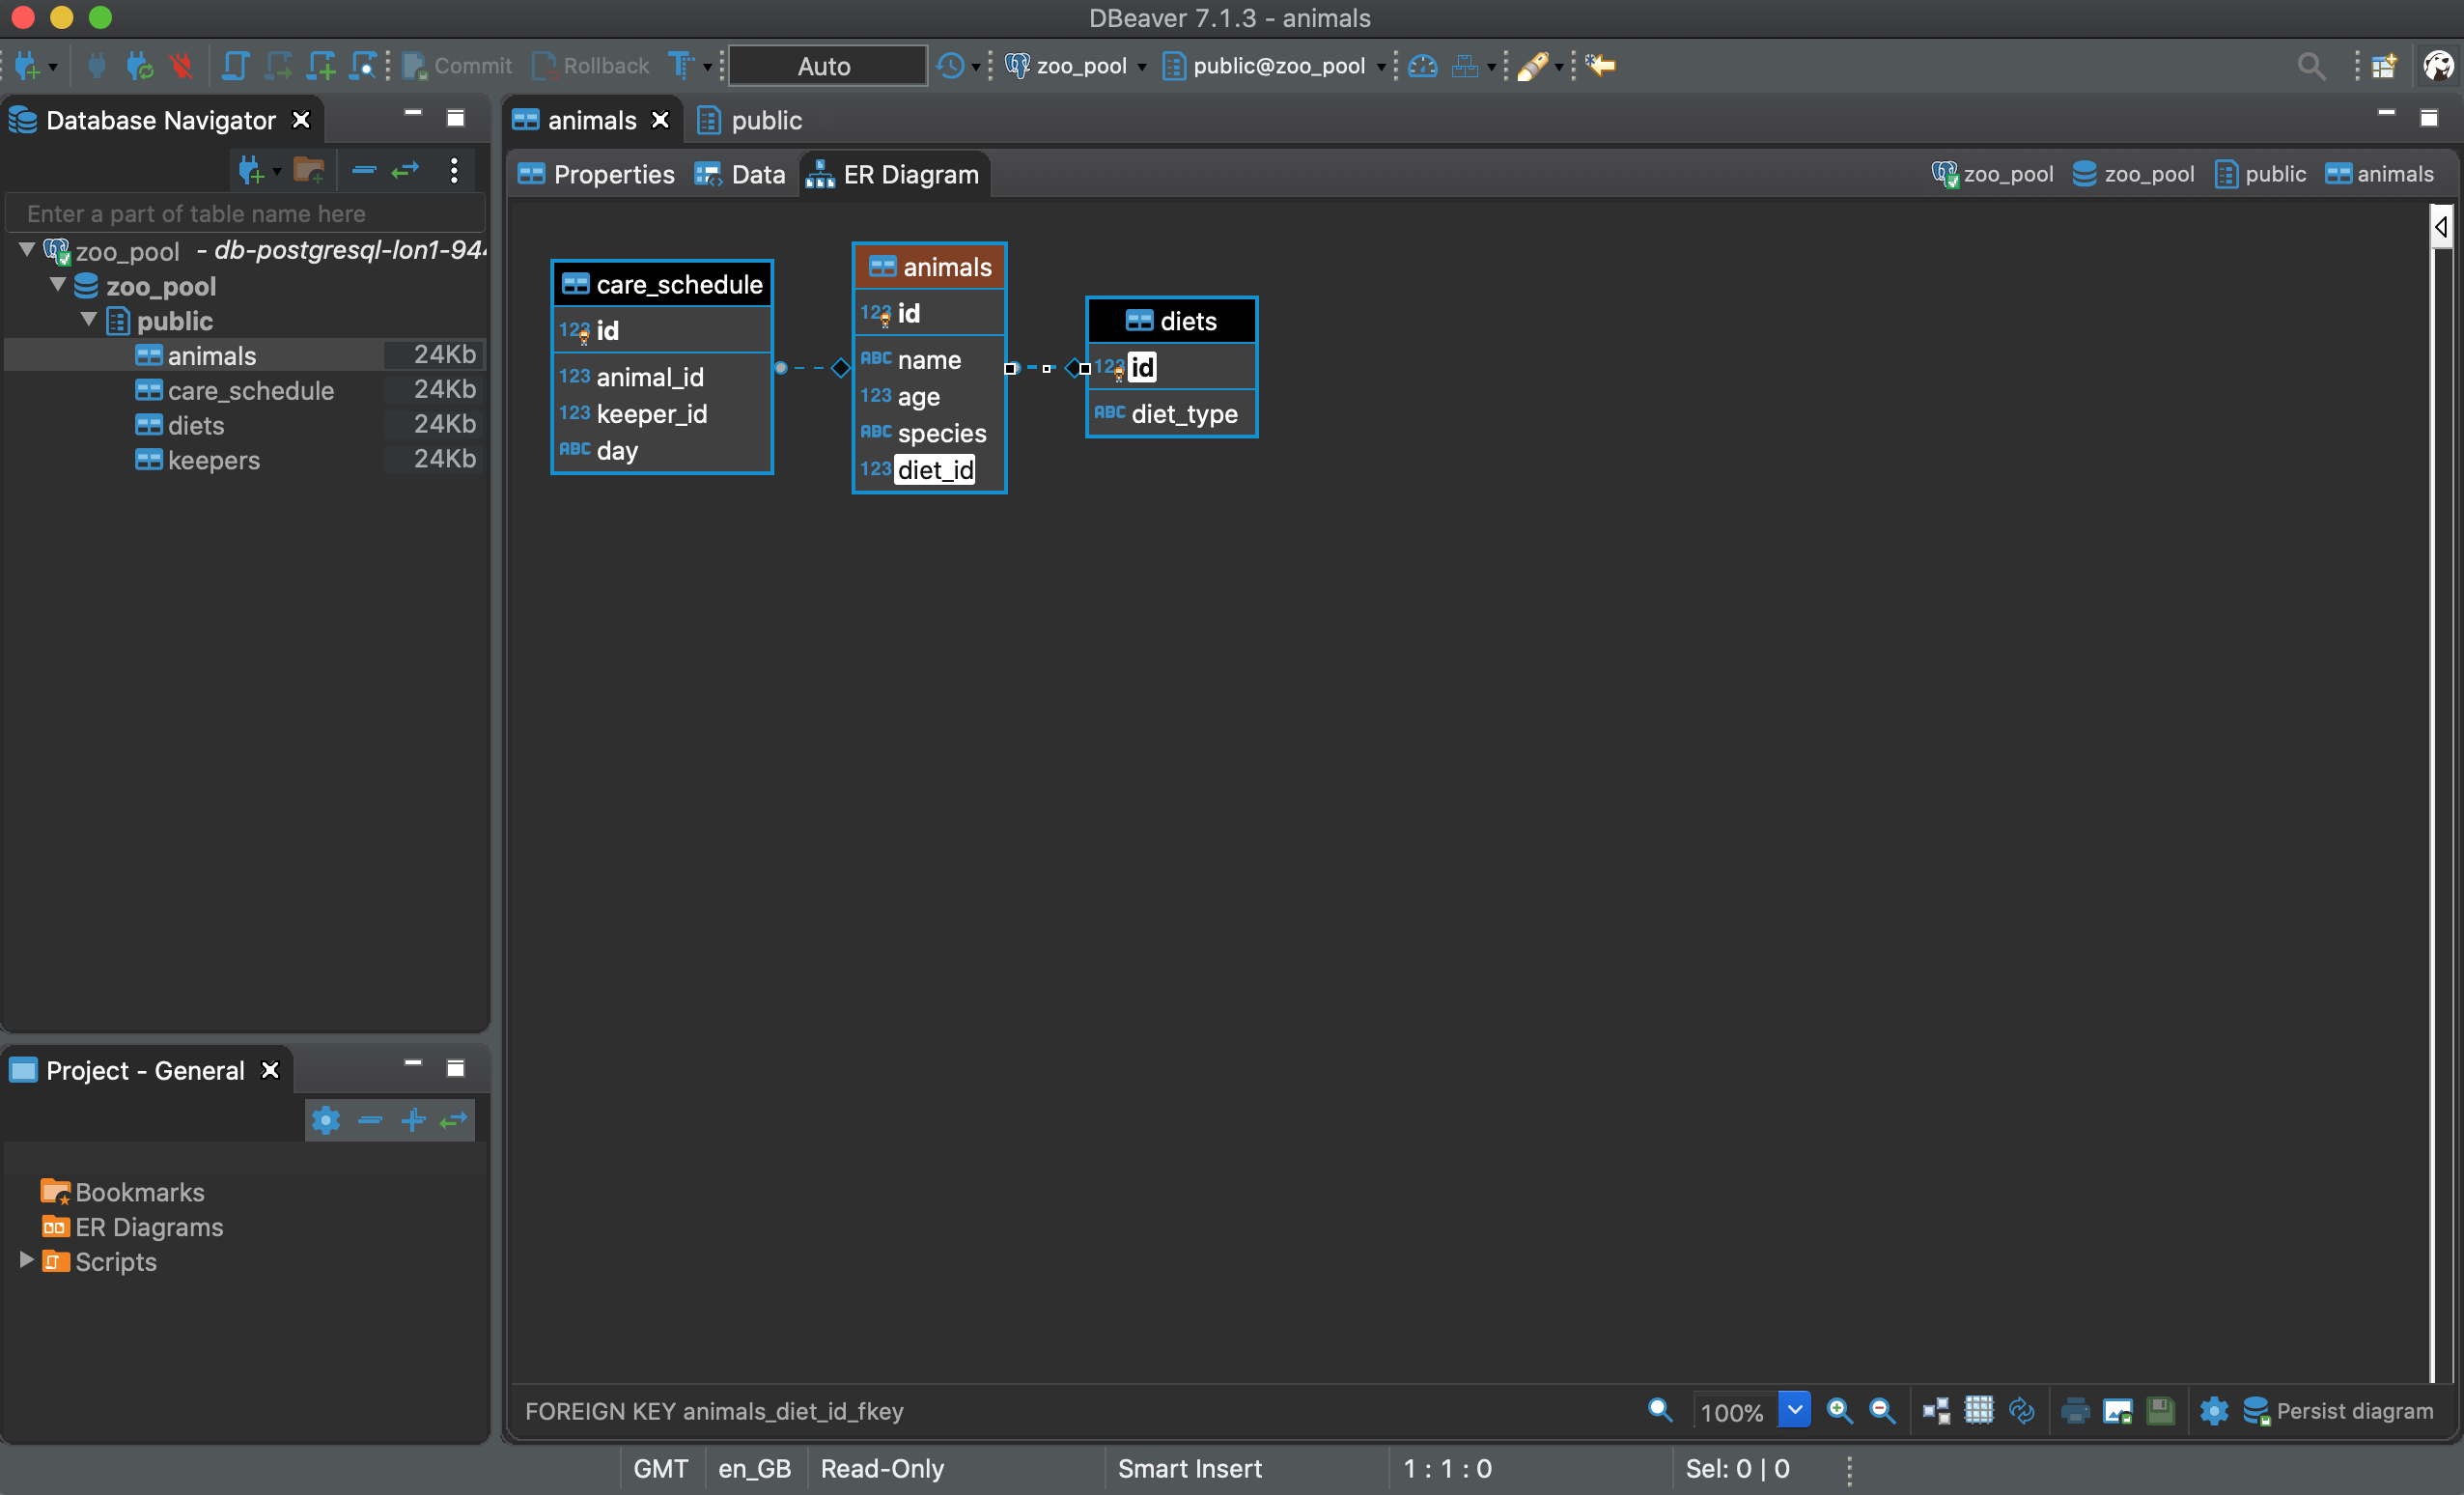 DBeaver 7.1.3 - animals
Commit Rollback Auto zoo_pool public@zoo_pool
Database Navigator
Enter a part of table name here
zoo_pool - db-postgresql-lon1-94
zoo_pool
public
animals 24Kb
care_schedule 24Kb
diets 24Kb
keepers 24Kb
Project - General
Bookmarks
ER Diagrams
Scripts
animals public
Properties Data ER Diagram zoo_pool zoo_pool public animals
care_schedule
123 id
123 animal_id
123 keeper_id
ABC day
animals
123 id
ABC name
123 age
ABC species
123 diet_id
diets
123 id
ABC diet_type
FOREIGN KEY animals_diet_id_fkey 100% Persist diagram
GMT en_GB Read-Only Smart Insert 1 : 1 : 0 Sel: 0 | 0